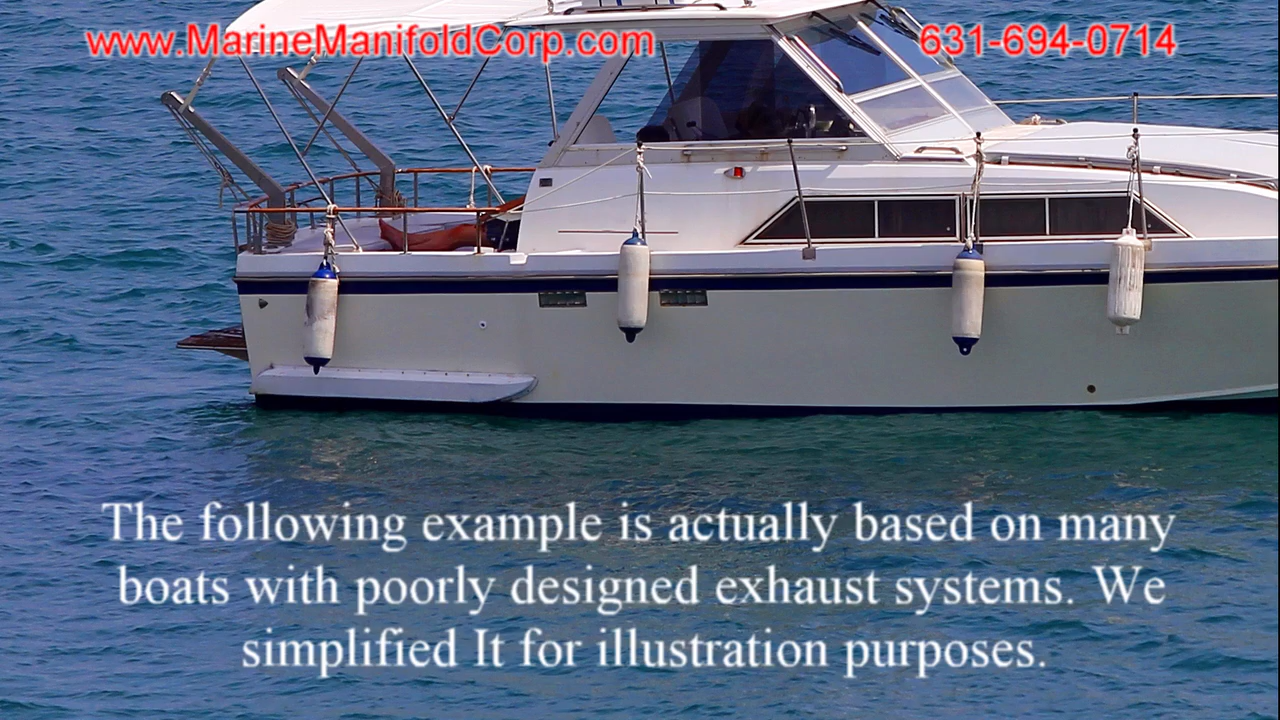 www.MarineManifoldCorp.com 631-694-0714
The following example is actually based on many
boats with poorly designed exhaust systems. We
simplified It for illustration purposes.